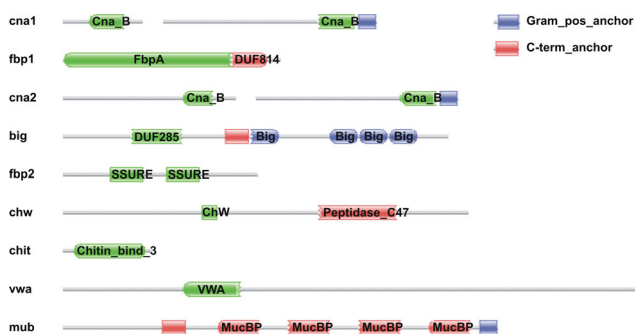 cna1 Cna_B Cna_B Gram_pos_anchor
C-term_anchor
fbp1 FbpA DUF814
cna2 Cna_B Cna_B
big DUF285 Big Big Big Big
fbp2 SSURE SSURE
chw ChW Peptidase_C47
chit Chitin_bind_3
vwa VWA
mub MucBP MucBP MucBP MucBP